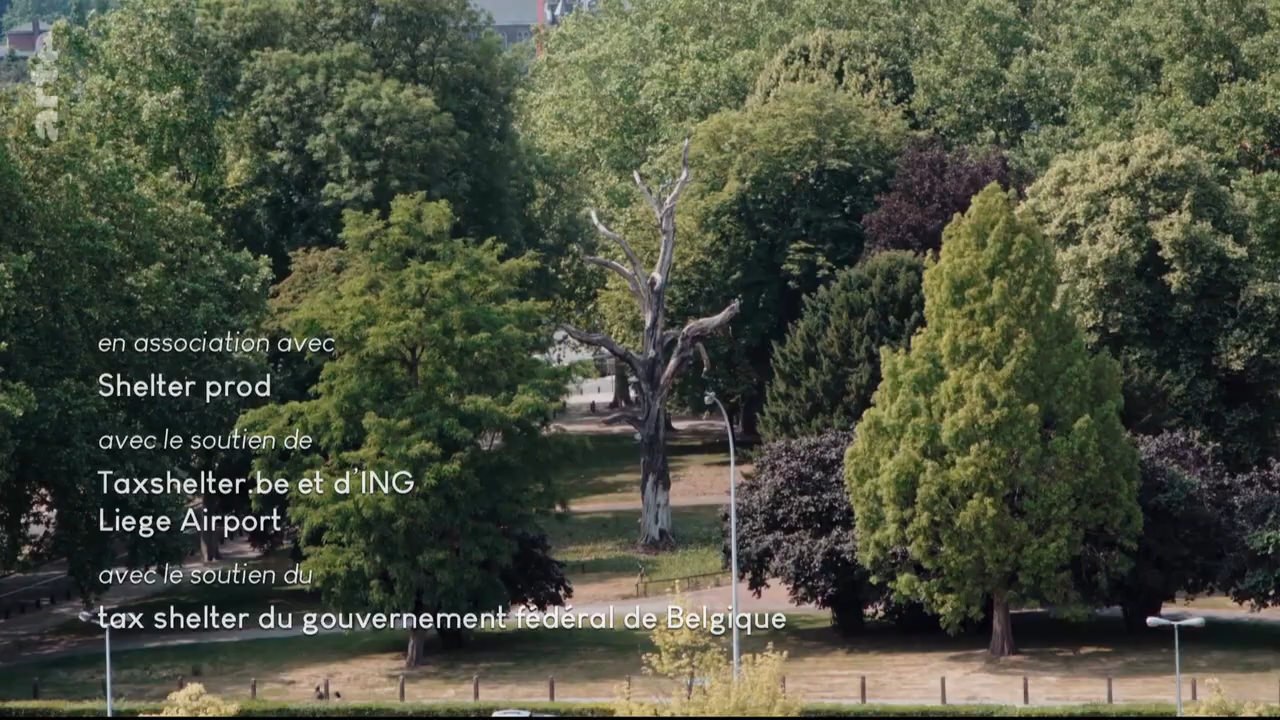 arte
en association avec
Shelter prod
avec le soutien de
Taxshelter.be et d'ING
Liege Airport
avec le soutien du
tax shelter du gouvernement fédéral de Belgique